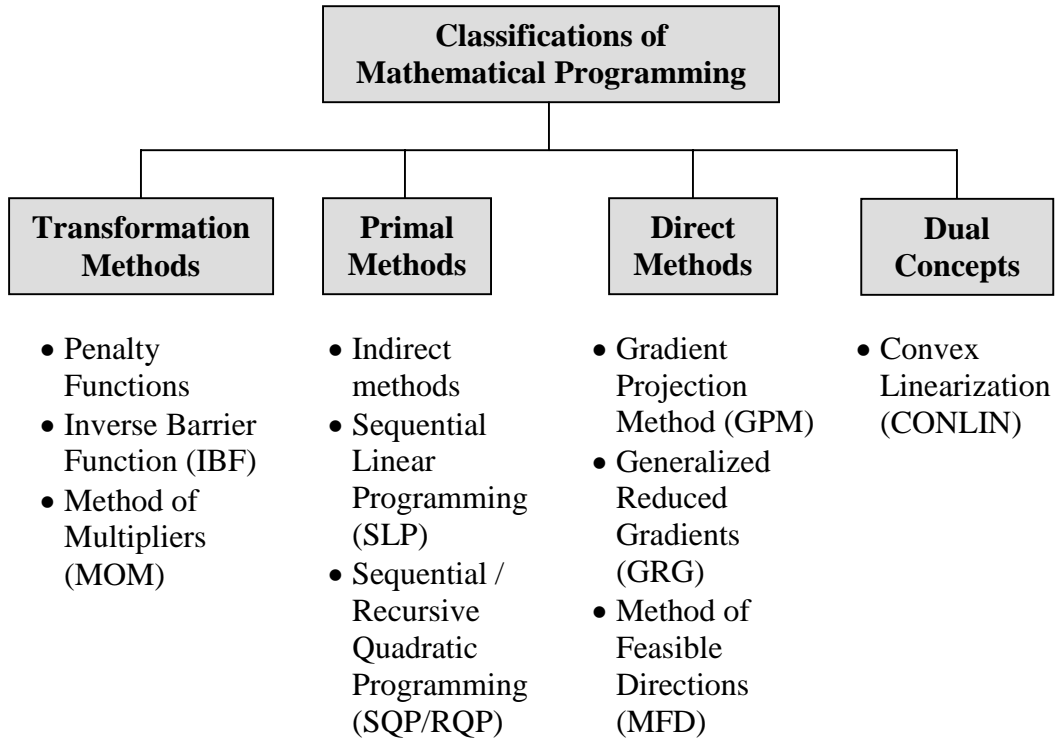 Classifications of
Mathematical Programming
Transformation
Methods
• Penalty
Functions
• Inverse Barrier
Function (IBF)
• Method of
Multipliers
(MOM)
Primal
Methods
• Indirect
methods
• Sequential
Linear
Programming
(SLP)
• Sequential /
Recursive
Quadratic
Programming
(SQP/RQP)
Direct
Methods
• Gradient
Projection
Method (GPM)
• Generalized
Reduced
Gradients
(GRG)
• Method of
Feasible
Directions
(MFD)
Dual
Concepts
• Convex
Linearization
(CONLIN)